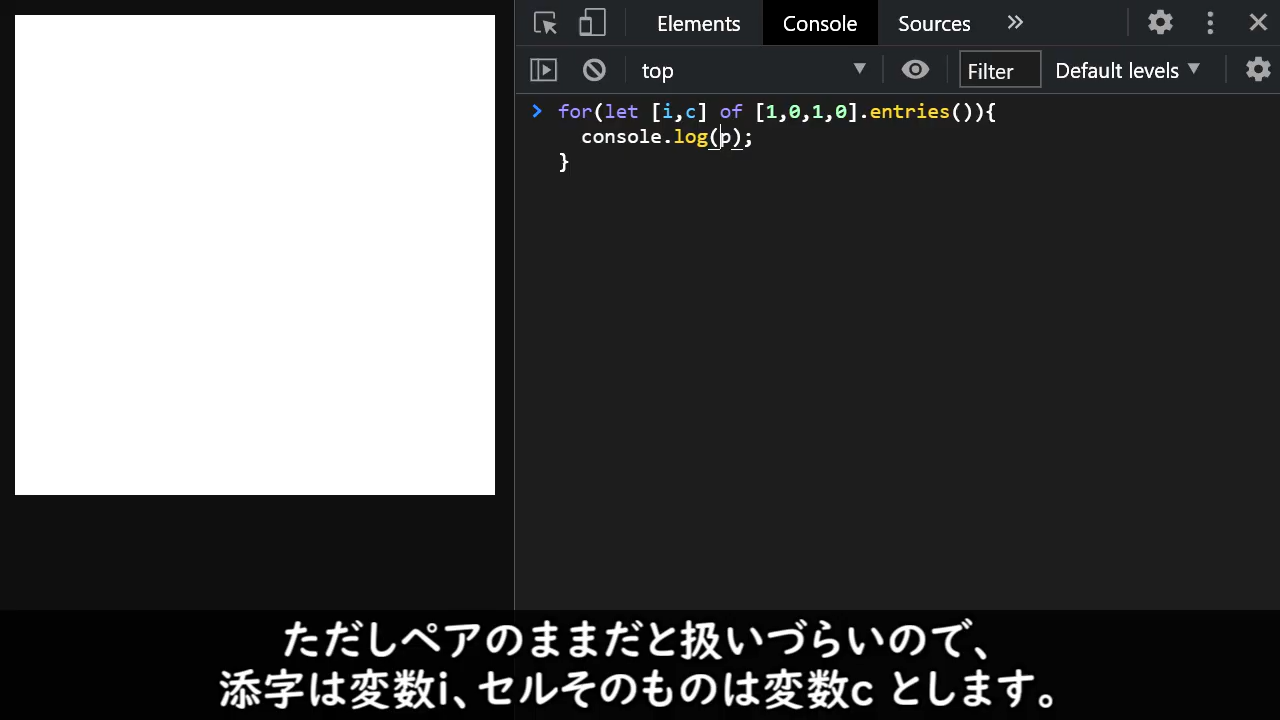 Elements Console Sources »
top ▼ Filter Default levels ▼
> for(let [i,c] of [1,0,1,0].entries()){
console.log(p);
}
ただしペアのままだと扱いづらいので、
添字は変数i、セルそのものは変数c とします。